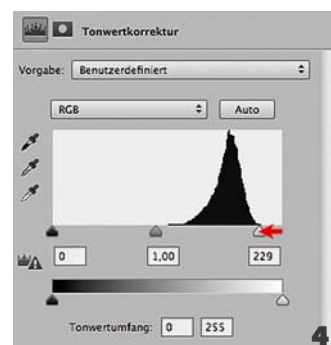 Tonwertkorrektur
Vorgabe: Benutzerdefiniert
RGB Auto
0 1,00 229
Tonwertumfang: 0 255
4